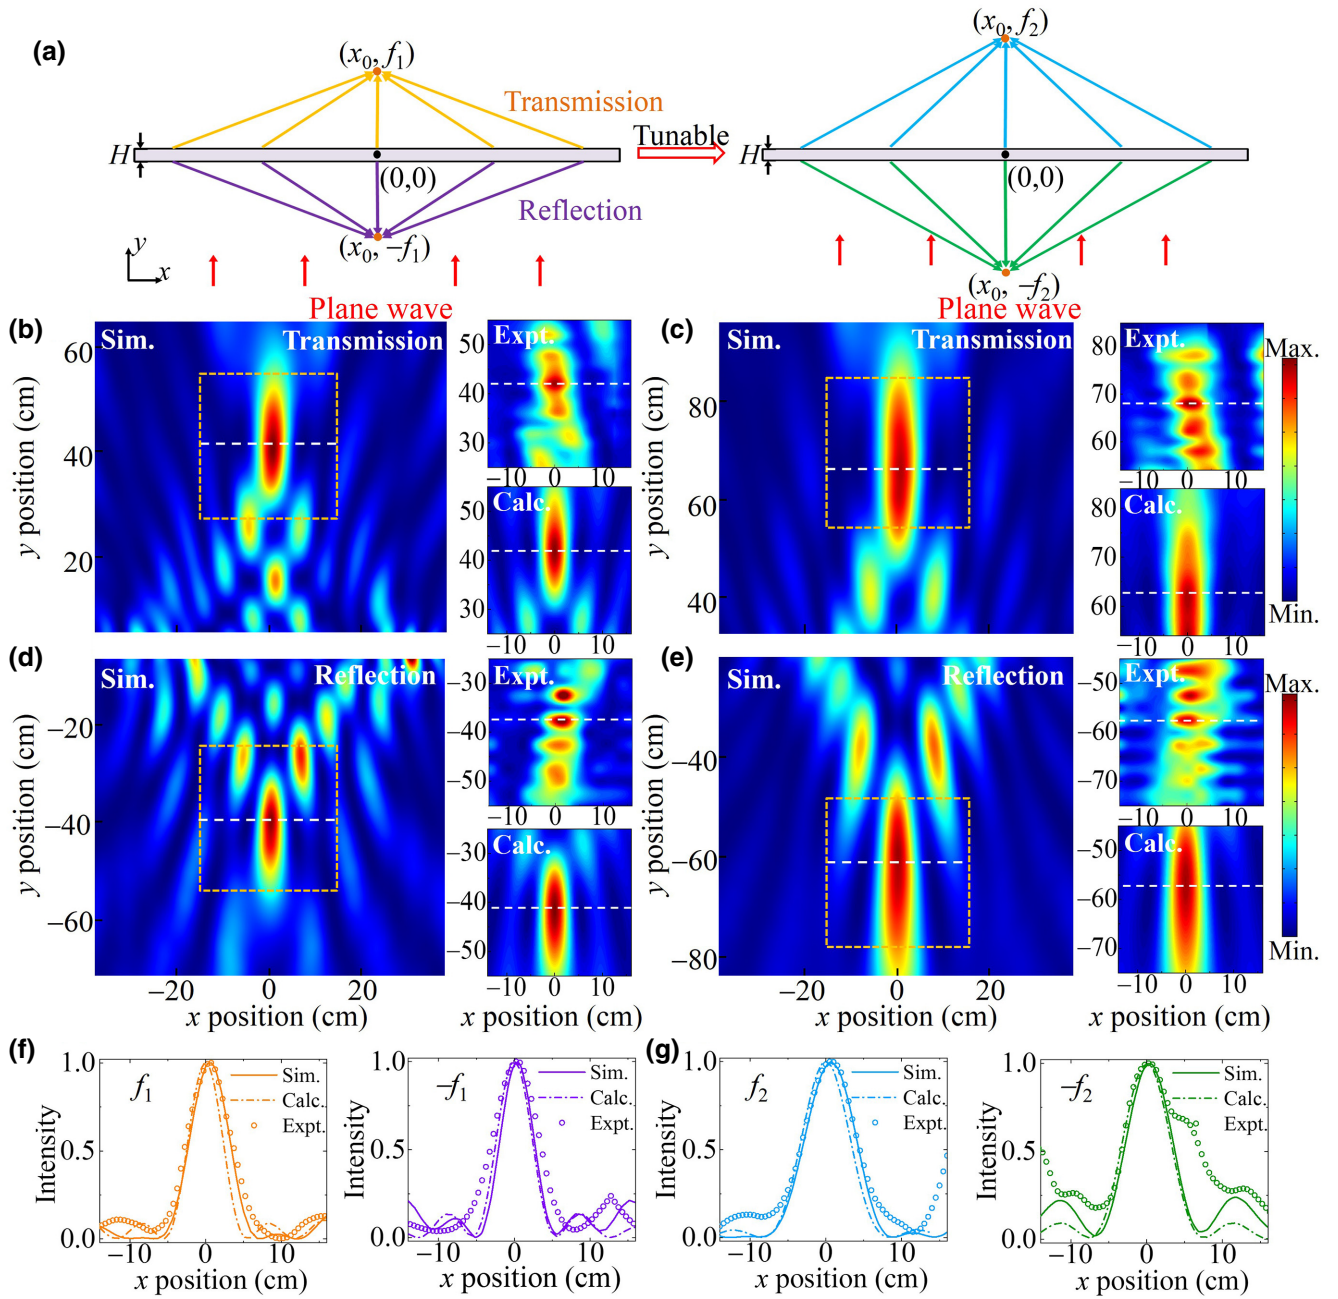 (a)
(x₀, f₁)
(x₀, f₂)
Transmission
Tunable
H
H
(0,0)
(0,0)
Reflection
(x₀, −f₁)
(x₀, −f₂)
y
x
Plane wave
Plane wave
(b)
Sim.
Transmission
60
40
20
y position (cm)
−20
0
20
Expt.
50
40
30
−10
0
10
Calc.
50
40
30
−10
0
10
(c)
Sim.
Transmission
80
60
40
y position (cm)
−20
0
20
Expt.
80
70
60
−10
0
10
Calc.
80
70
60
−10
0
10
Max.
Min.
(d)
Sim.
Reflection
−20
−40
−60
y position (cm)
−20
0
20
x position (cm)
Expt.
−30
−40
−50
−10
0
10
Calc.
−30
−40
−50
−10
0
10
x position (cm)
(e)
Sim.
−40
−60
−80
y position (cm)
−20
0
20
x position (cm)
Expt.
−50
−60
−70
−10
0
10
Calc.
−50
−60
−70
−10
0
10
x position (cm)
Max.
Min.
(f)
1.0
0.5
0.0
Intensity
f₁
Sim.
Calc.
Expt.
−10
0
10
x position (cm)
1.0
0.5
0.0
Intensity
−f₁
Sim.
Calc.
Expt.
−10
0
10
x position (cm)
(g)
1.0
0.5
0.0
Intensity
f₂
Sim.
Calc.
Expt.
−10
0
10
x position (cm)
1.0
0.5
0.0
Intensity
−f₂
Sim.
Calc.
Expt.
−10
0
10
x position (cm)